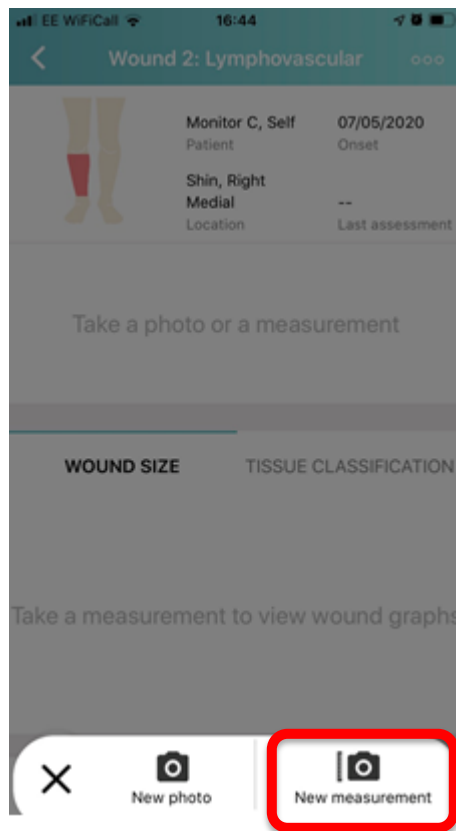 EE WiFiCall 16:44
Wound 2: Lymphovascular
Monitor C, Self 07/05/2020
Patient Onset
Shin, Right
Medial --
Location Last assessment
Take a photo or a measurement
WOUND SIZE TISSUE CLASSIFICATION
Take a measurement to view wound graphs
New photo New measurement